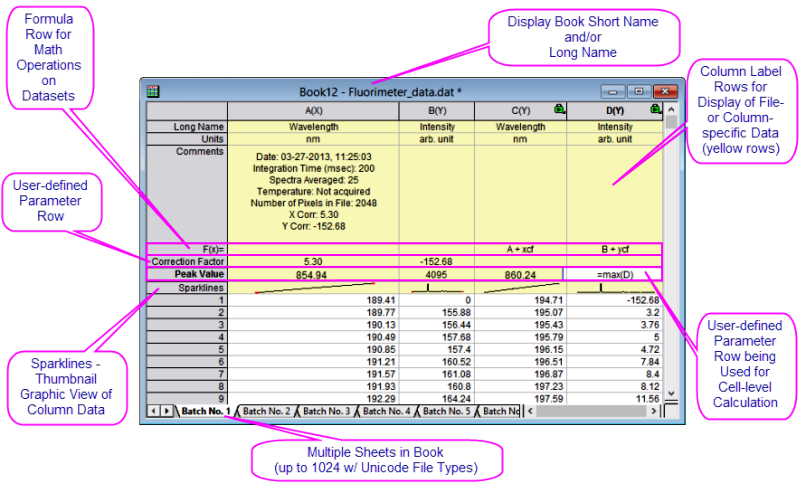 Formula
Row for
Math
Operations
on
Datasets
Display Book Short Name
and/or
Long Name
Column Label
Rows for
Display of File-
or Column-
specific Data
(yellow rows)
User-defined
Parameter
Row
Sparklines -
Thumbnail
Graphic View of
Column Data
User-defined
Parameter
Row being
Used for
Cell-level
Calculation
Multiple Sheets in Book
(up to 1024 w/ Unicode File Types)
Book12 - Fluorimeter_data.dat *
A(X) B(Y) C(Y) D(Y)
Long Name Wavelength Intensity Wavelength Intensity
Units nm arb. unit nm arb. unit
Comments
Date: 03-27-2013, 11:25:03
Integration Time (msec): 200
Spectra Averaged: 25
Temperature: Not acquired
Number of Pixels in File: 2048
X Corr: 5.30
Y Corr: -152.68
F(x)= A + xcf B + ycf
Correction Factor 5.30 -152.68
Peak Value 854.94 4095 860.24 =max(D)
Sparklines
1 189.41 0 194.71 -152.68
2 189.77 155.88 195.07 3.2
3 190.13 156.44 195.43 3.76
4 190.49 157.68 195.79 5
5 190.85 157.4 196.15 4.72
6 191.21 160.52 196.51 7.84
7 191.57 161.08 196.87 8.4
8 191.93 160.8 197.23 8.12
9 192.29 164.24 197.59 11.56
Batch No. 1 Batch No. 2 Batch No. 3 Batch No. 4 Batch No. 5 Batch No